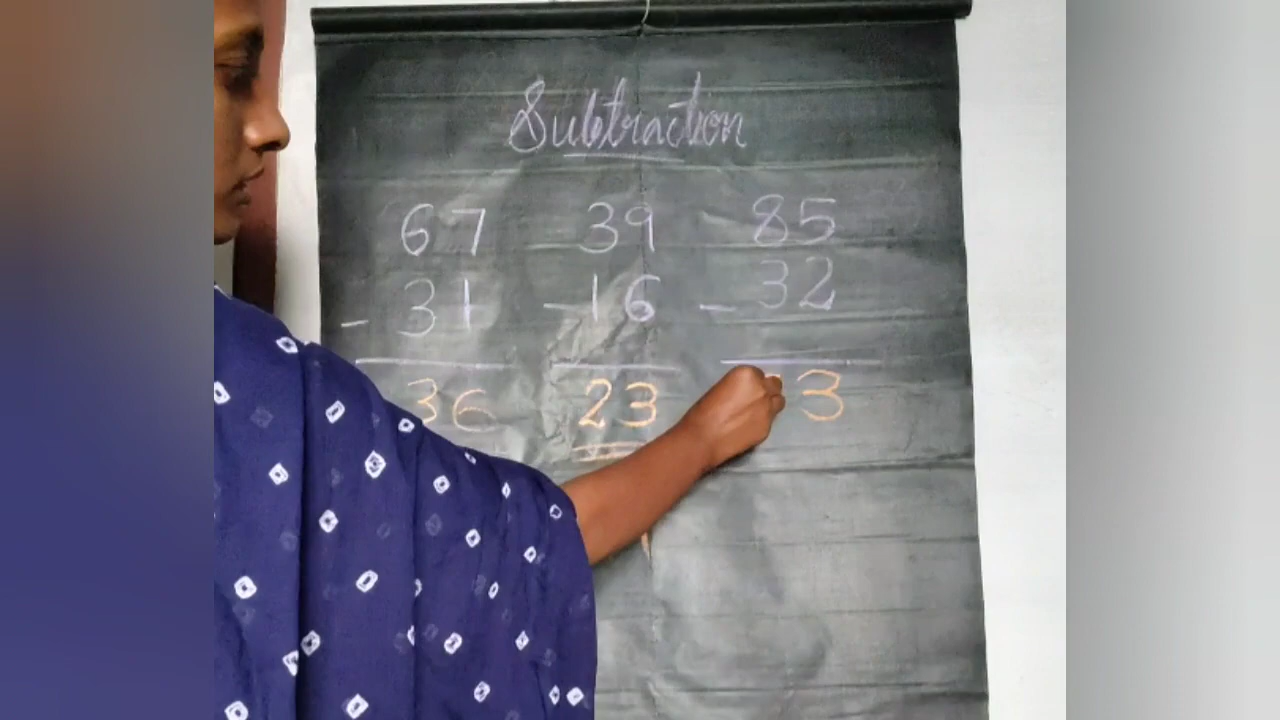 Subtraction
67 39 85
- 31 - 16 - 32
36 23 3